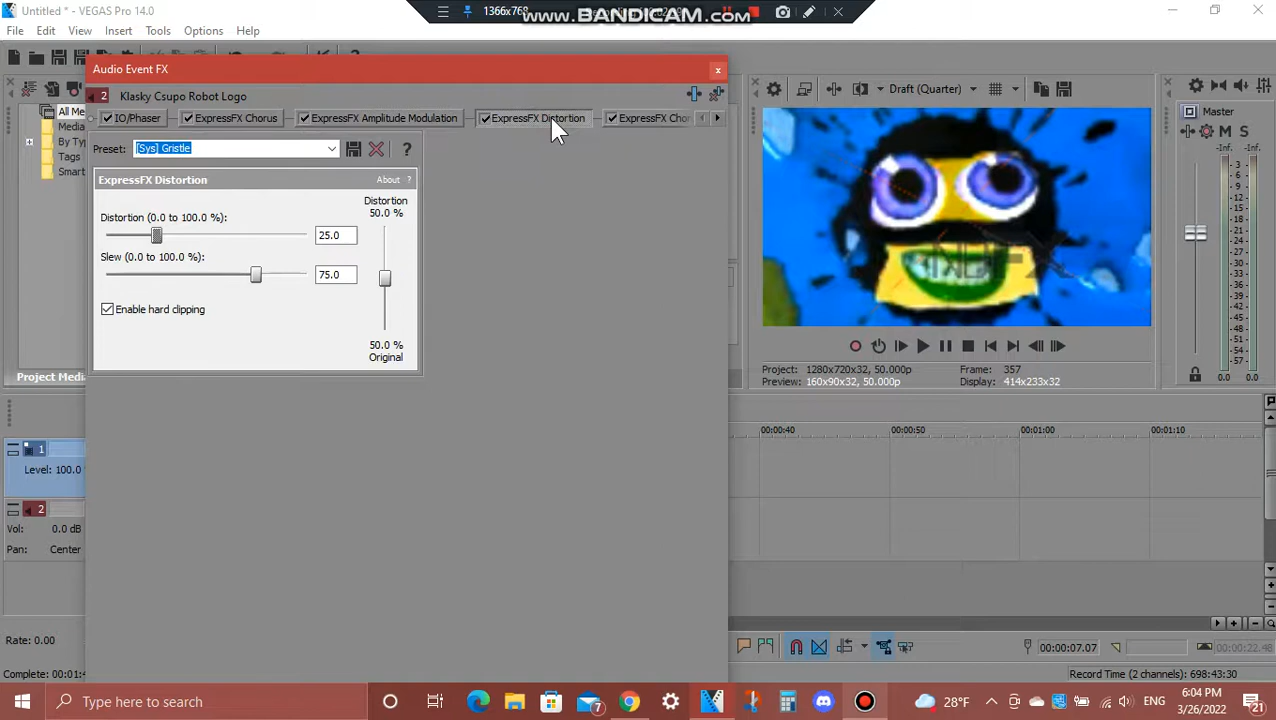 Untitled * - VEGAS Pro 14.0
1366x768
www.BANDICAM.com
File Edit View Insert Tools Options Help
Audio Event FX
2 Klasky Csupo Robot Logo
IO/Phaser ExpressFX Chorus ExpressFX Amplitude Modulation ExpressFX Distortion ExpressFX Chor
Preset: [Sys] Gristle
ExpressFX Distortion About ?
Distortion
50.0 %
Distortion (0.0 to 100.0 %):
25.0
Slew (0.0 to 100.0 %):
75.0
Enable hard clipping
50.0 %
Original
All Me
Media
By Typ
Tags
Smart
Project Media
Draft (Quarter)
Project: 1280x720x32, 50.000p Frame: 357
Preview: 160x90x32, 50.000p Display: 414x233x32
Master
M S
-Inf. -Inf.
3
6
9
12
15
18
21
24
27
30
33
36
39
42
45
48
51
54
57
0.0 0.0
1
Level: 100.0
2
Vol: 0.0 dB
Pan: Center
00:00:40 00:00:50 00:01:00 00:01:10
Rate: 0.00
00:00:07.07 00:00:22.48
Complete: 00:01:
Record Time (2 channels): 698:43:30
Type here to search
7
28°F
ENG
6:04 PM
3/26/2022
21